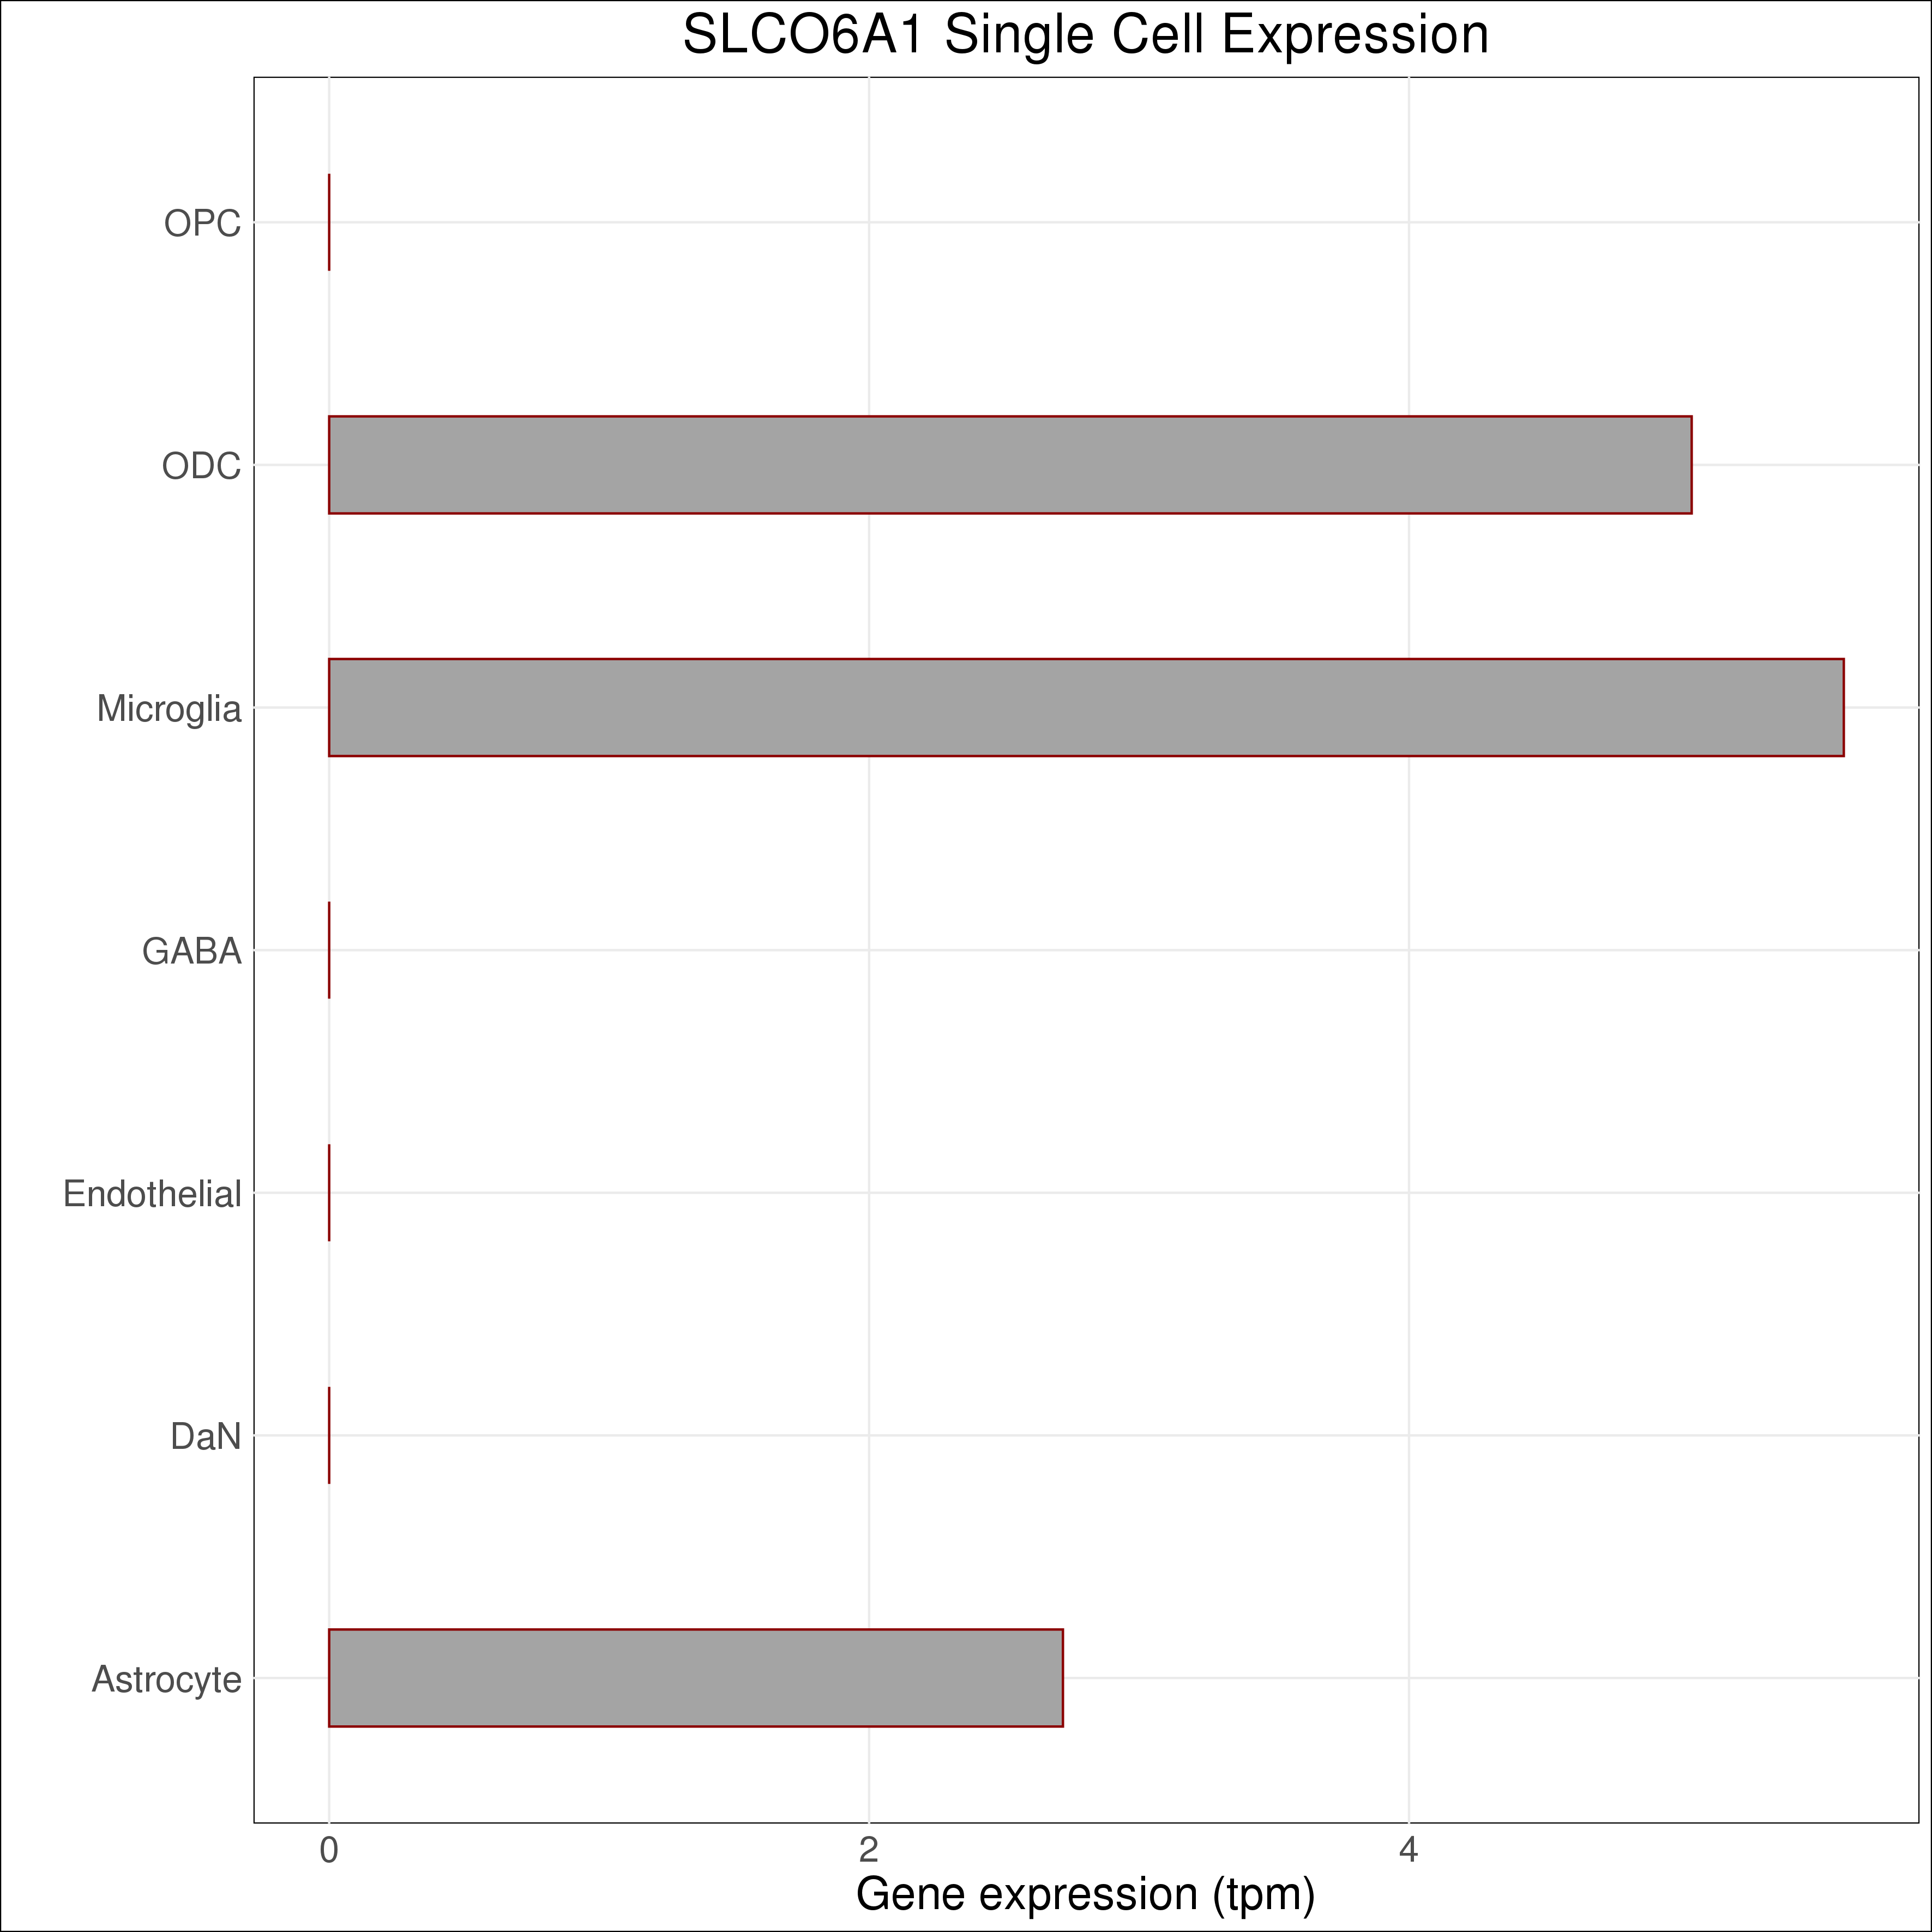 SLCO6A1 Single Cell Expression
OPC
ODC
Microglia
GABA
Endothelial
DaN
Astrocyte
0 2 4
Gene expression (tpm)